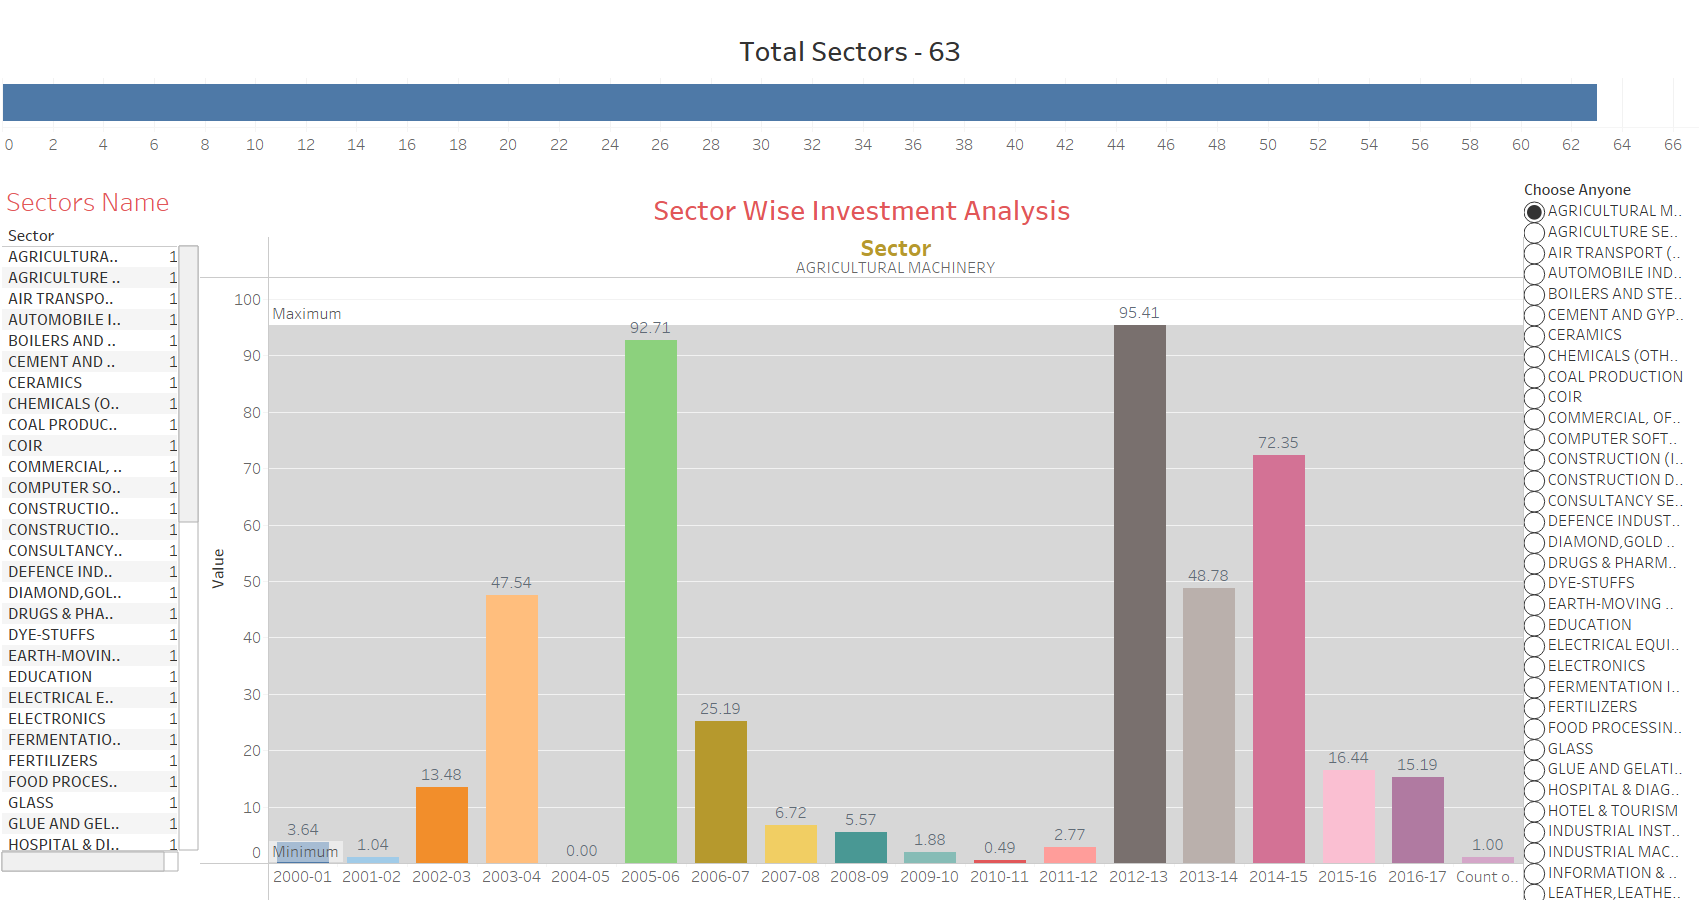 Total Sectors - 63
0 2 4 6 8 10 12 14 16 18 20 22 24 26 28 30 32 34 36 38 40 42 44 46 48 50 52 54 56 58 60 62 64 66
Sectors Name
Sector
AGRICULTURA.. 1
AGRICULTURE .. 1
AIR TRANSPO.. 1
AUTOMOBILE I.. 1
BOILERS AND .. 1
CEMENT AND .. 1
CERAMICS 1
CHEMICALS (O.. 1
COAL PRODUC.. 1
COIR 1
COMMERCIAL, .. 1
COMPUTER SO.. 1
CONSTRUCTIO.. 1
CONSTRUCTIO.. 1
CONSULTANCY.. 1
DEFENCE IND.. 1
DIAMOND,GOL.. 1
DRUGS & PHA.. 1
DYE-STUFFS 1
EARTH-MOVIN.. 1
EDUCATION 1
ELECTRICAL E.. 1
ELECTRONICS 1
FERMENTATIO.. 1
FERTILIZERS 1
FOOD PROCES.. 1
GLASS 1
GLUE AND GEL.. 1
HOSPITAL & DI.. 1
Sector Wise Investment Analysis
Sector
AGRICULTURAL MACHINERY
Value
100
90
80
70
60
50
40
30
20
10
0
Maximum
Minimum
3.64
1.04
13.48
47.54
0.00
92.71
25.19
6.72
5.57
1.88
0.49
2.77
95.41
48.78
72.35
16.44
15.19
1.00
2000-01 2001-02 2002-03 2003-04 2004-05 2005-06 2006-07 2007-08 2008-09 2009-10 2010-11 2011-12 2012-13 2013-14 2014-15 2015-16 2016-17 Count o..
Choose Anyone
AGRICULTURAL M..
AGRICULTURE SE..
AIR TRANSPORT (..
AUTOMOBILE IND..
BOILERS AND STE..
CEMENT AND GYP..
CERAMICS
CHEMICALS (OTH..
COAL PRODUCTION
COIR
COMMERCIAL, OF..
COMPUTER SOFT..
CONSTRUCTION (I..
CONSTRUCTION D..
CONSULTANCY SE..
DEFENCE INDUST..
DIAMOND,GOLD ..
DRUGS & PHARM..
DYE-STUFFS
EARTH-MOVING ..
EDUCATION
ELECTRICAL EQUI..
ELECTRONICS
FERMENTATION I..
FERTILIZERS
FOOD PROCESSIN..
GLASS
GLUE AND GELATI..
HOSPITAL & DIAG..
HOTEL & TOURISM
INDUSTRIAL INST..
INDUSTRIAL MAC..
INFORMATION & ..
LEATHER,LEATHE..